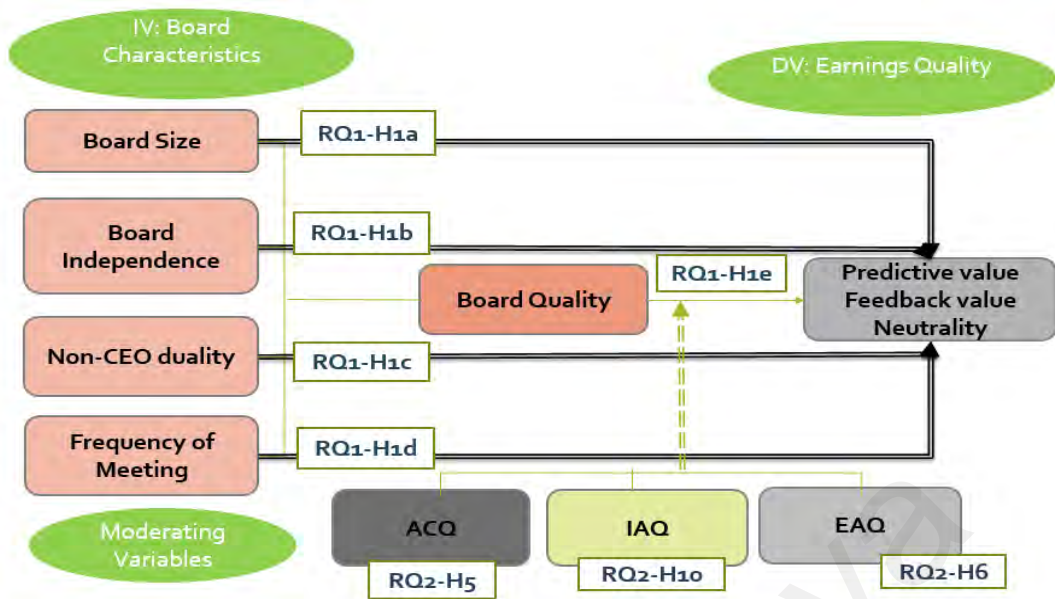 IV: Board
Characteristics
DV: Earnings Quality
Board Size
RQ1-H1a
Board
Independence
RQ1-H1b
Board Quality
RQ1-H1e
Predictive value
Feedback value
Neutrality
Non-CEO duality
RQ1-H1c
Frequency of
Meeting
RQ1-H1d
Moderating
Variables
ACQ
RQ2-H5
IAQ
RQ2-H10
EAQ
RQ2-H6